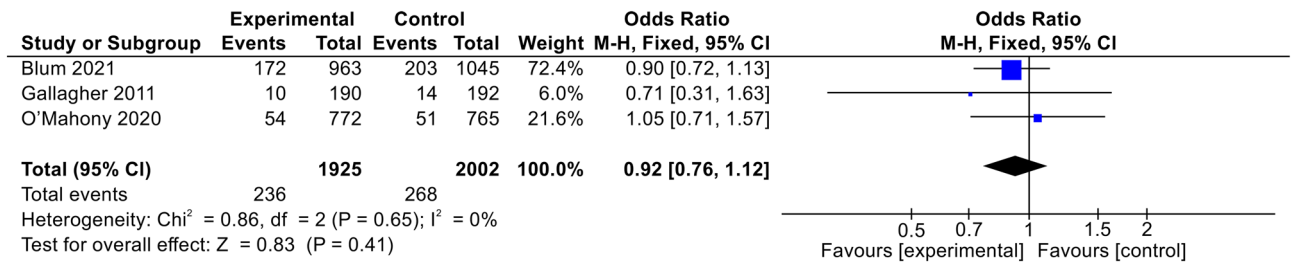 Experimental Control Odds Ratio Odds Ratio
Study or Subgroup Events Total Events Total Weight M-H, Fixed, 95% CI M-H, Fixed, 95% CI
Blum 2021 172 963 203 1045 72.4% 0.90 [0.72, 1.13]
Gallagher 2011 10 190 14 192 6.0% 0.71 [0.31, 1.63]
O’Mahony 2020 54 772 51 765 21.6% 1.05 [0.71, 1.57]
Total (95% CI) 1925 2002 100.0% 0.92 [0.76, 1.12]
Total events 236 268
Heterogeneity: Chi² = 0.86, df = 2 (P = 0.65); I² = 0%
Test for overall effect: Z = 0.83 (P = 0.41)
0.5 0.7 1 1.5 2
Favours [experimental] Favours [control]